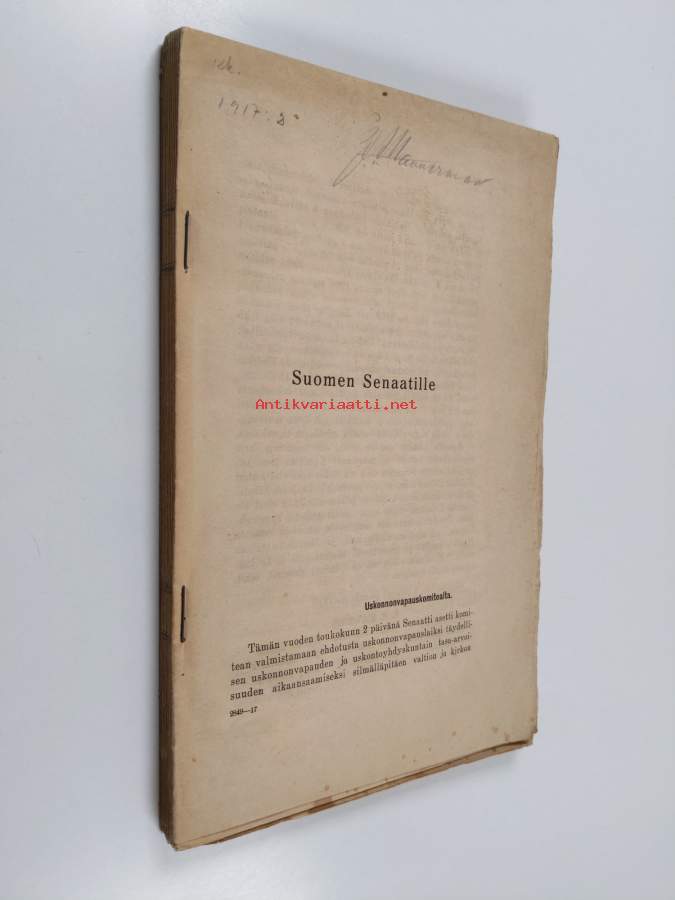 1917: 8
Suomen Senaatille
Antikvariaatti.net
Uskonnonvapauskomitealta.
Tämän vuoden toukokuun 2 päivänä Senaatti asetti komi-
tean valmistamaan ehdotusta uskonnonvapauslaiksi täydelli-
sen uskonnonvapauden ja uskontoyhdyskuntain tasa-arvoi-
suuden aikaansaamiseksi silmälläpitäen valtion ja kirkon
2849—17